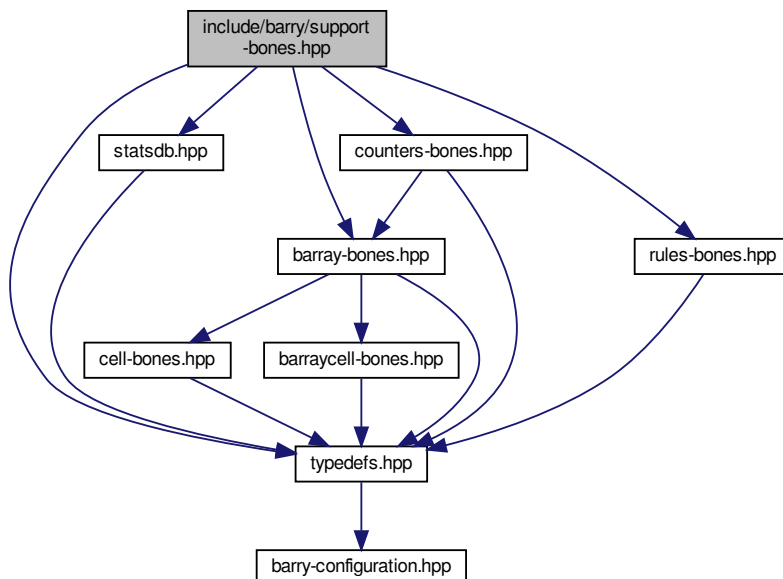 include/barry/support
-bones.hpp
statsdb.hpp
counters-bones.hpp
barray-bones.hpp
rules-bones.hpp
cell-bones.hpp
barraycell-bones.hpp
typedefs.hpp
barry-configuration.hpp